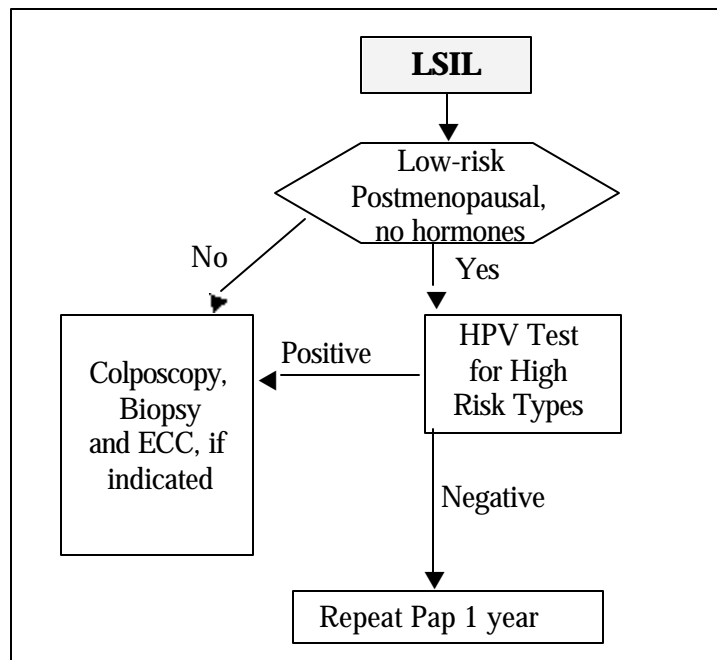 LSIL
Low-risk
Postmenopausal,
no hormones
No
Yes
Colposcopy,
Biopsy
and ECC, if
indicated
Positive
HPV Test
for High
Risk Types
Negative
Repeat Pap 1 year